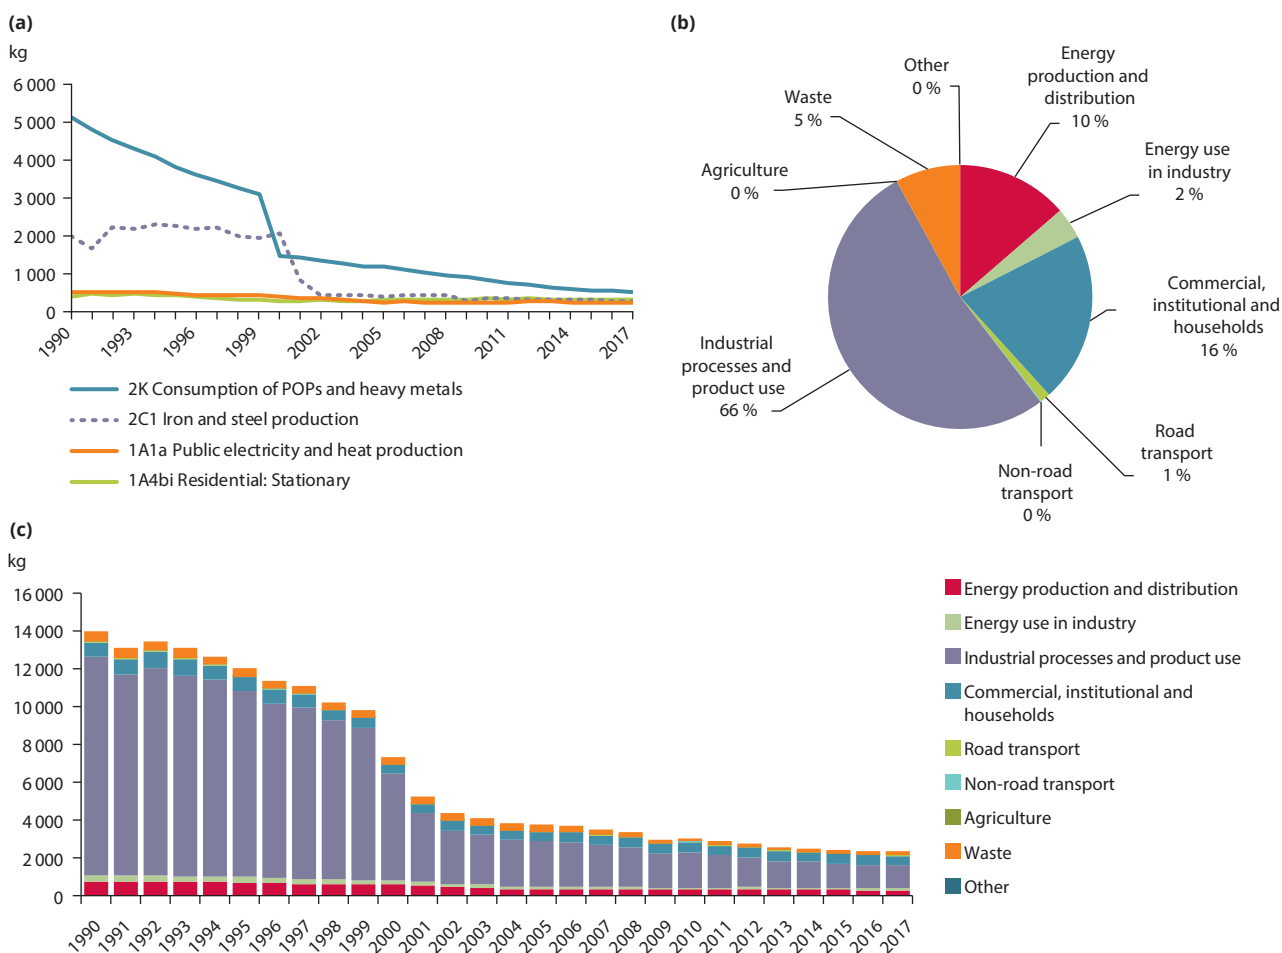 (a)
kg
6 000
5 000
4 000
3 000
2 000
1 000
0
1990
1993
1996
1999
2002
2005
2008
2011
2014
2017
2K Consumption of POPs and heavy metals
2C1 Iron and steel production
1A1a Public electricity and heat production
1A4bi Residential: Stationary
(b)
Other
0 %
Energy
production and
distribution
10 %
Waste
5 %
Energy use
in industry
2 %
Agriculture
0 %
Commercial,
institutional and
households
16 %
Industrial
processes and
product use
66 %
Road
transport
1 %
Non-road
transport
0 %
(c)
kg
16 000
14 000
12 000
10 000
8 000
6 000
4 000
2 000
0
1990
1991
1992
1993
1994
1995
1996
1997
1998
1999
2000
2001
2002
2003
2004
2005
2006
2007
2008
2009
2010
2011
2012
2013
2014
2015
2016
2017
Energy production and distribution
Energy use in industry
Industrial processes and product use
Commercial, institutional and
households
Road transport
Non-road transport
Agriculture
Waste
Other